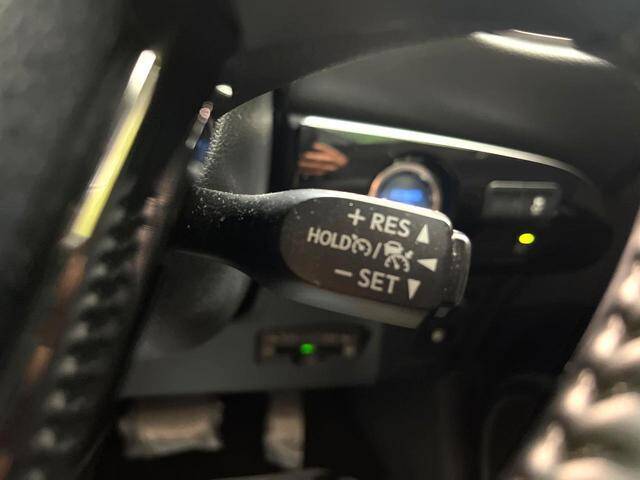 + RES ▲
HOLD / ◄
− SET ▼